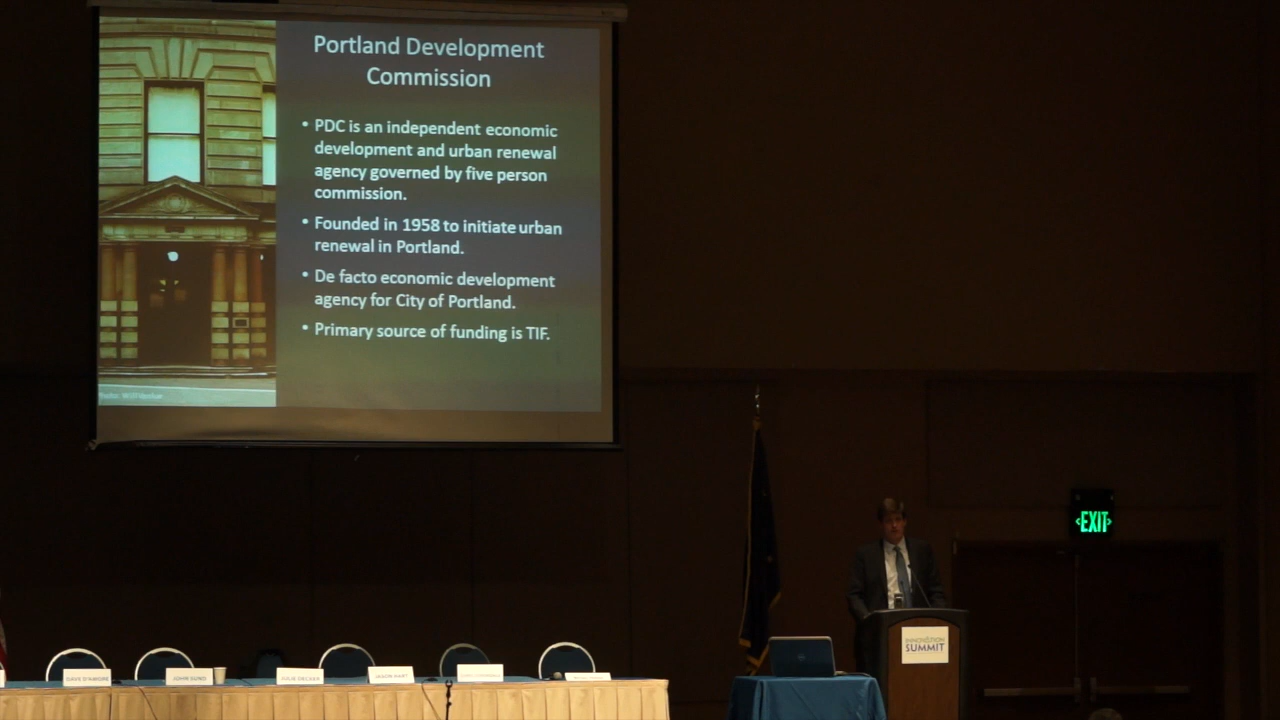 Portland Development
Commission
• PDC is an independent economic
development and urban renewal
agency governed by five person
commission.
• Founded in 1958 to initiate urban
renewal in Portland.
• De facto economic development
agency for City of Portland.
• Primary source of funding is TIF.
EXIT
INNOVATION
SUMMIT
DAVE D'AMORE
JOHN SUND
JULIE DECKER
JASON HART